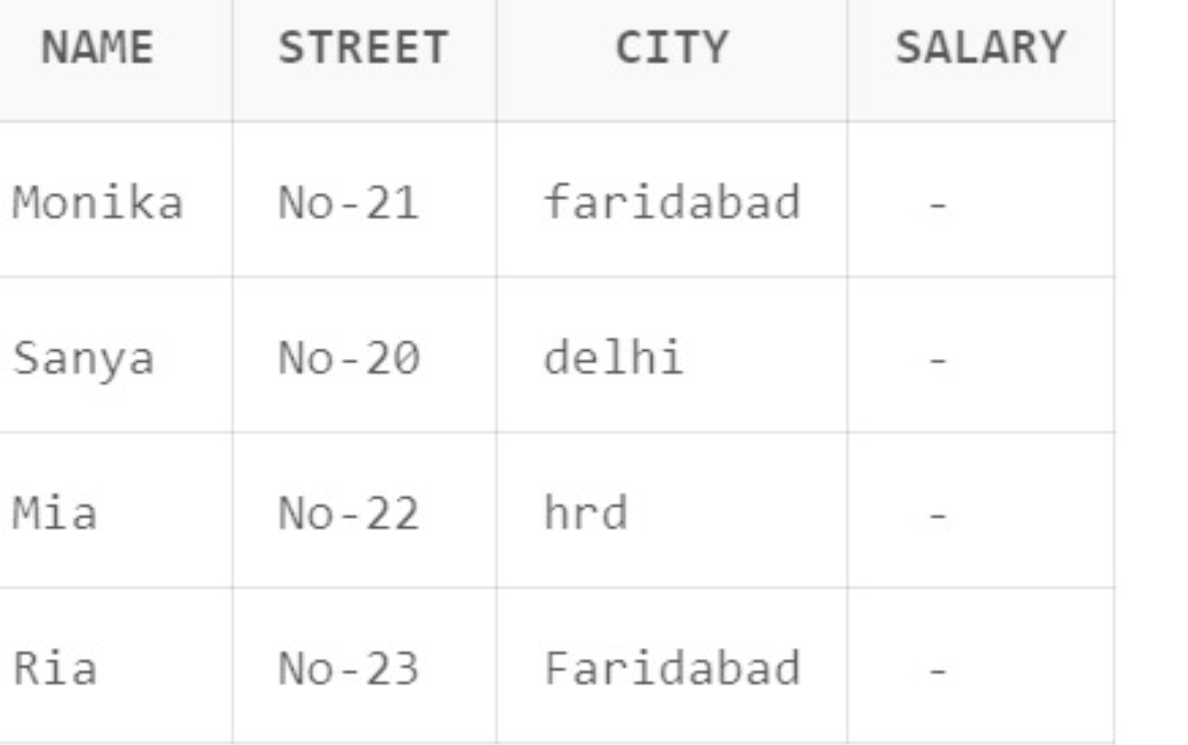 NAME STREET CITY SALARY
Monika No-21 faridabad -
Sanya No-20 delhi -
Mia No-22 hrd -
Ria No-23 Faridabad -